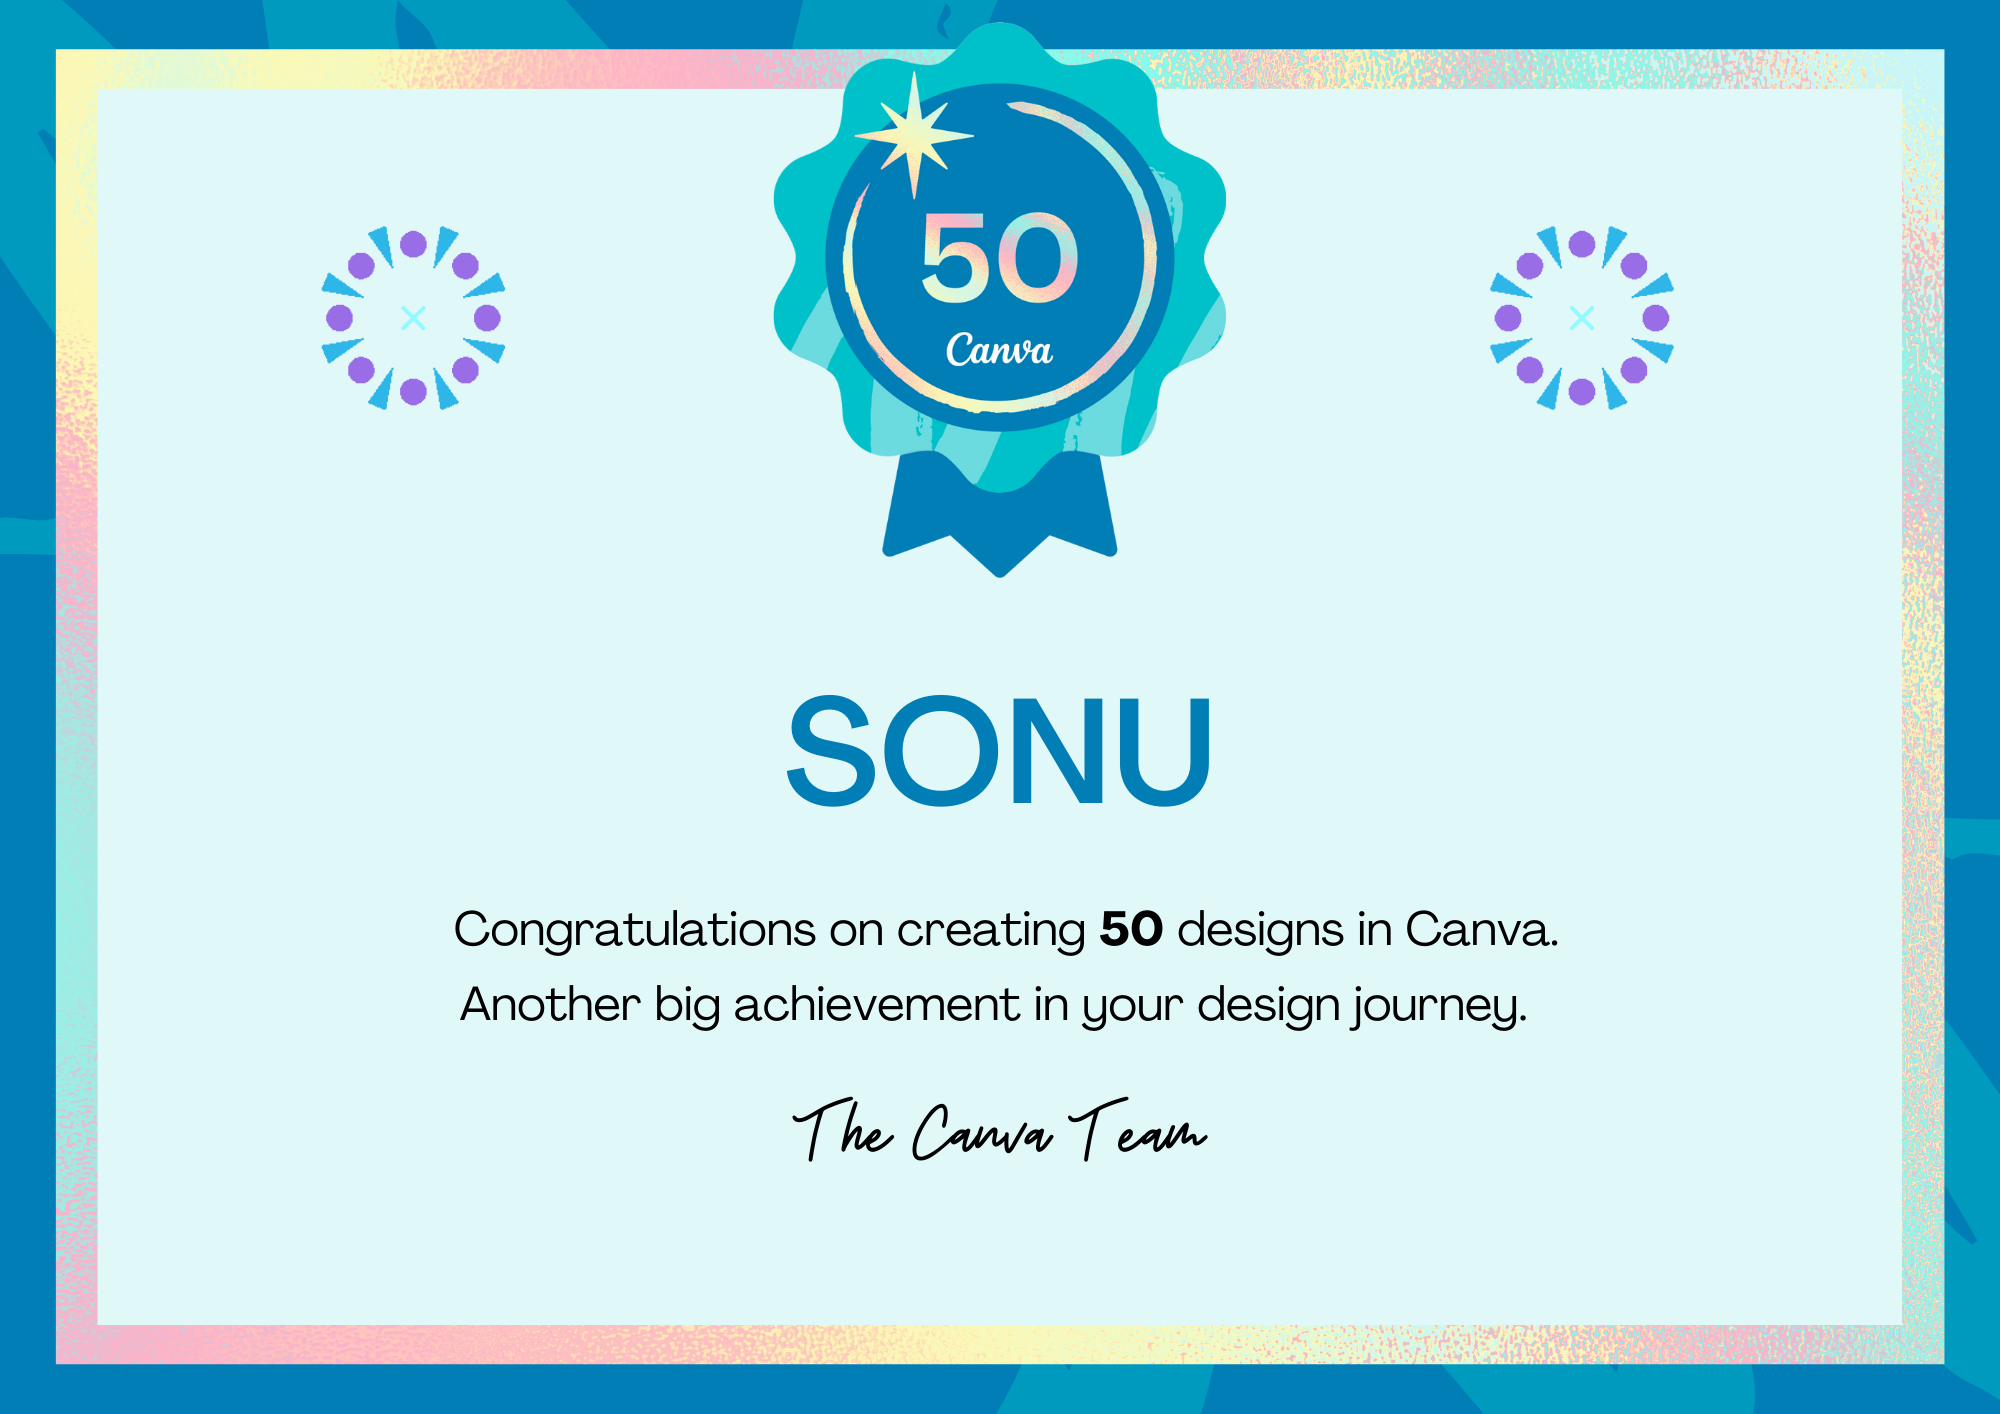 50
Canva
SONU
Congratulations on creating 50 designs in Canva.
Another big achievement in your design journey.
The Canva Team